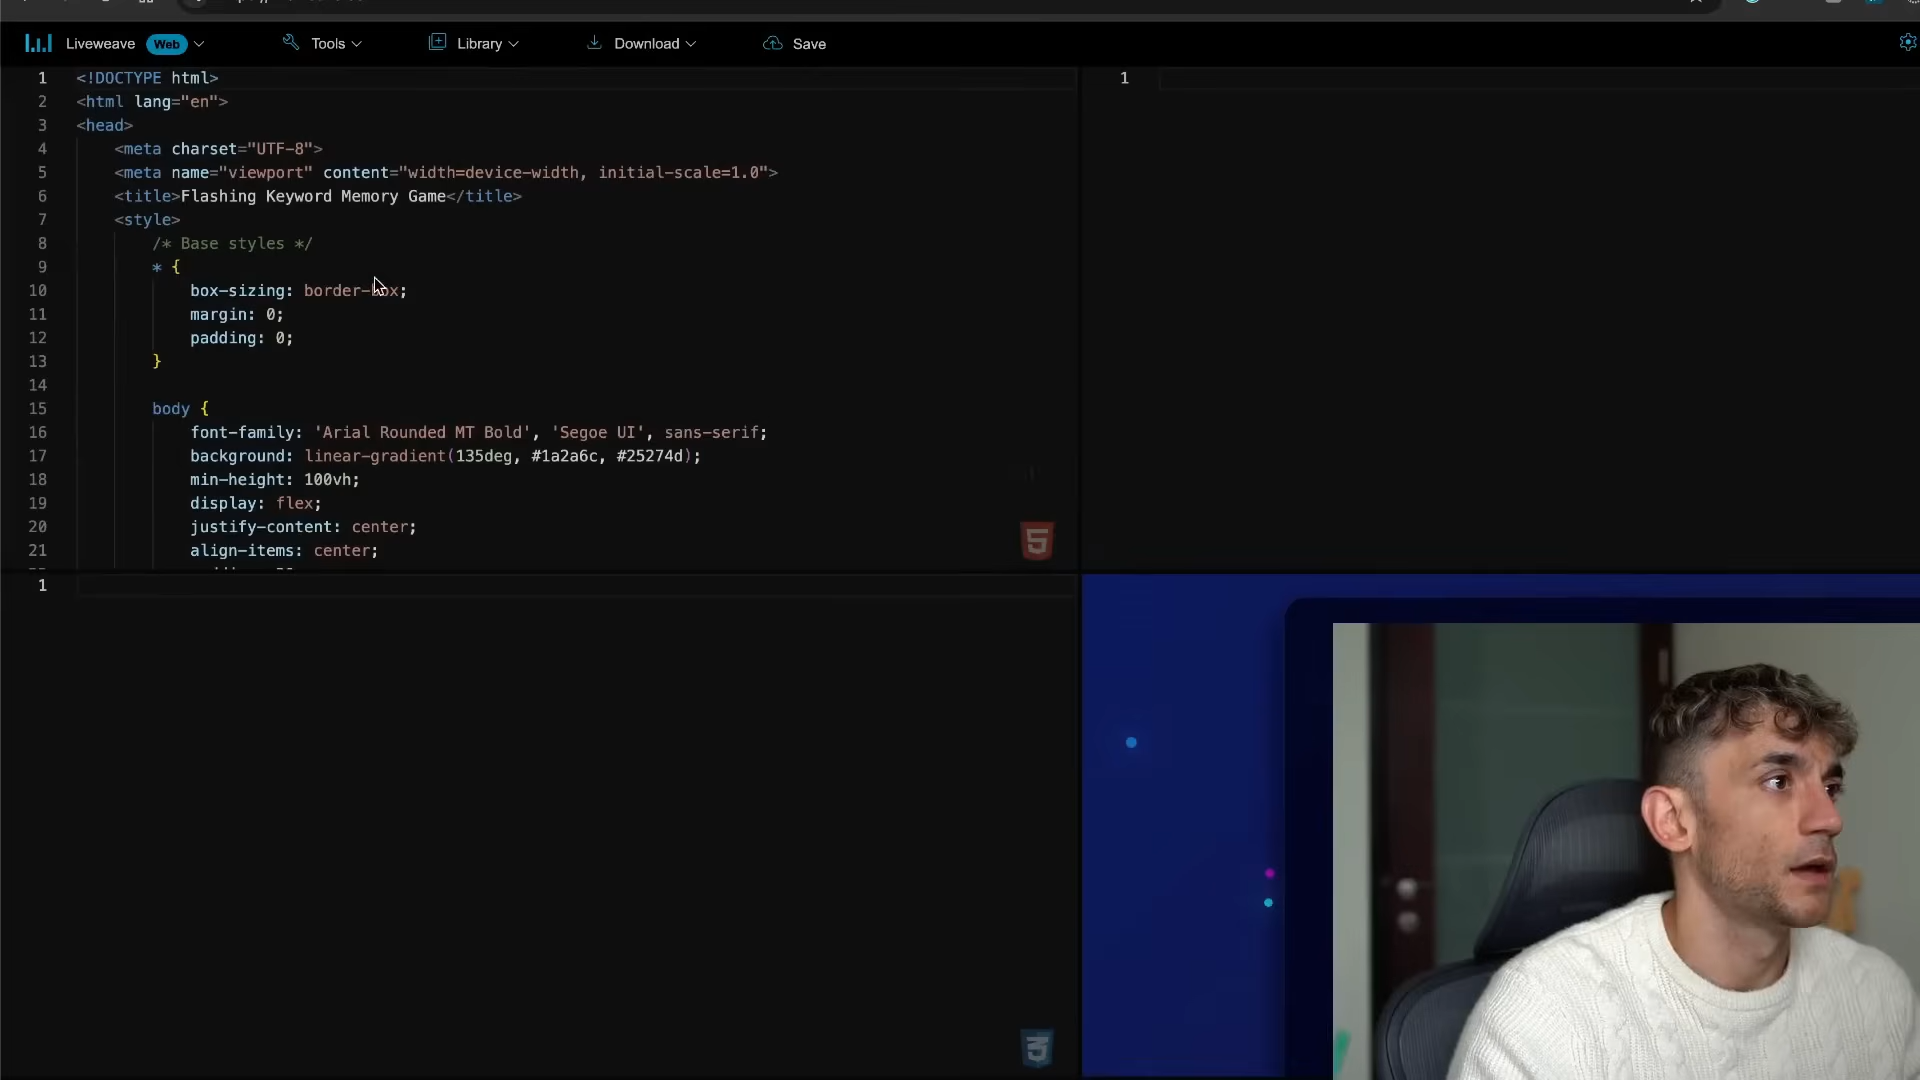 Liveweave Web Tools Library Download Save
1 <!DOCTYPE html>
2 <html lang="en">
3 <head>
4 <meta charset="UTF-8">
5 <meta name="viewport" content="width=device-width, initial-scale=1.0">
6 <title>Flashing Keyword Memory Game</title>
7 <style>
8 /* Base styles */
9 * {
10 box-sizing: border-box;
11 margin: 0;
12 padding: 0;
13 }
14
15 body {
16 font-family: 'Arial Rounded MT Bold', 'Segoe UI', sans-serif;
17 background: linear-gradient(135deg, #1a2a6c, #25274d);
18 min-height: 100vh;
19 display: flex;
20 justify-content: center;
21 align-items: center;
1
1
5
3